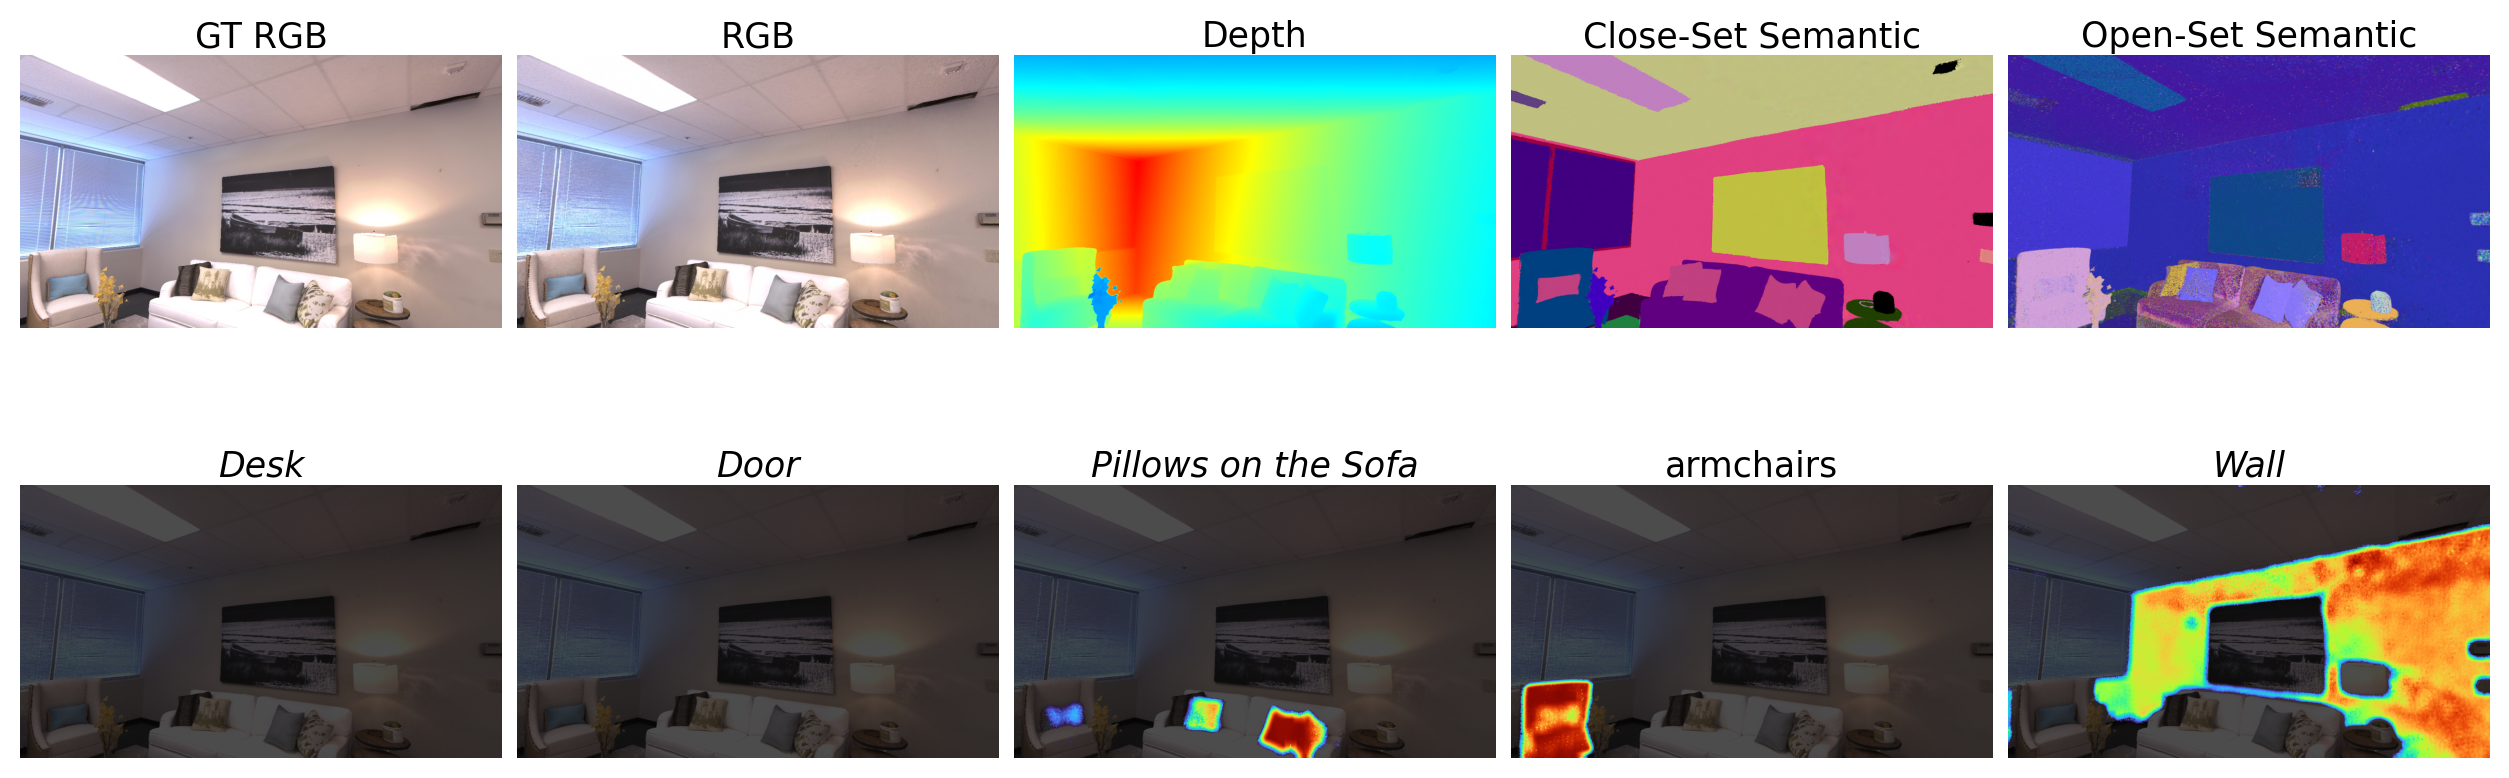 GT RGB
RGB
Depth
Close-Set Semantic
Open-Set Semantic
Desk
Door
Pillows on the Sofa
armchairs
Wall